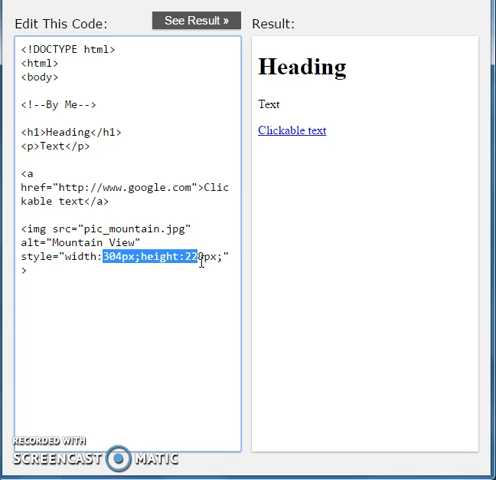 Edit This Code:
See Result »
Result:
<!DOCTYPE html>
<html>
<body>
<!--By Me-->
<h1>Heading</h1>
<p>Text</p>
<a
href="http://www.google.com">Clic
kable text</a>
<img src="pic_mountain.jpg"
alt="Mountain View"
style="width:304px;height:228px;"
>
Heading
Text
Clickable text
RECORDED WITH
SCREENCAST MATIC